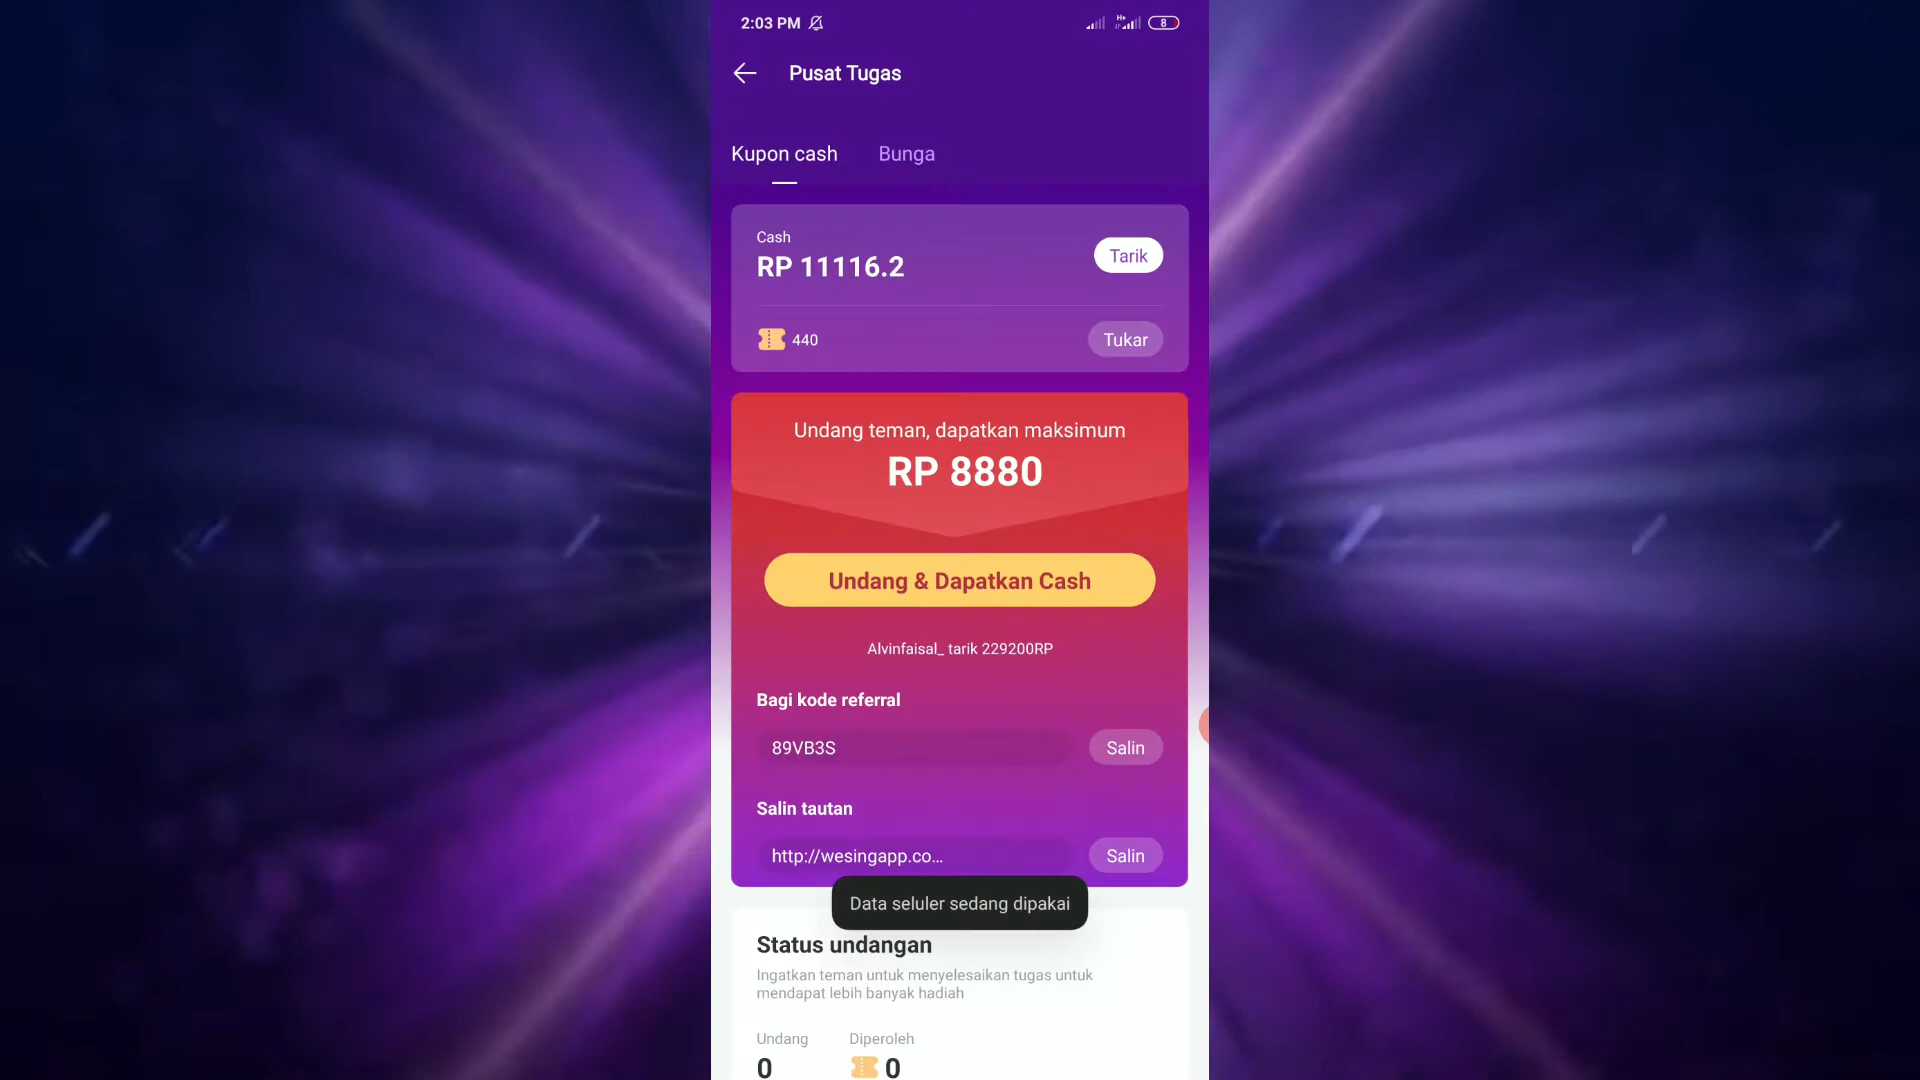 2:03 PM
H+
8
Pusat Tugas
Kupon cash
Bunga
Cash
RP 11116.2
Tarik
440
Tukar
Undang teman, dapatkan maksimum
RP 8880
Undang & Dapatkan Cash
Alvinfaisal_ tarik 229200RP
Bagi kode referral
89VB3S
Salin
Salin tautan
http://wesingapp.co...
Salin
Data seluler sedang dipakai
Status undangan
Ingatkan teman untuk menyelesaikan tugas untuk
mendapat lebih banyak hadiah
Undang
Diperoleh
0
0